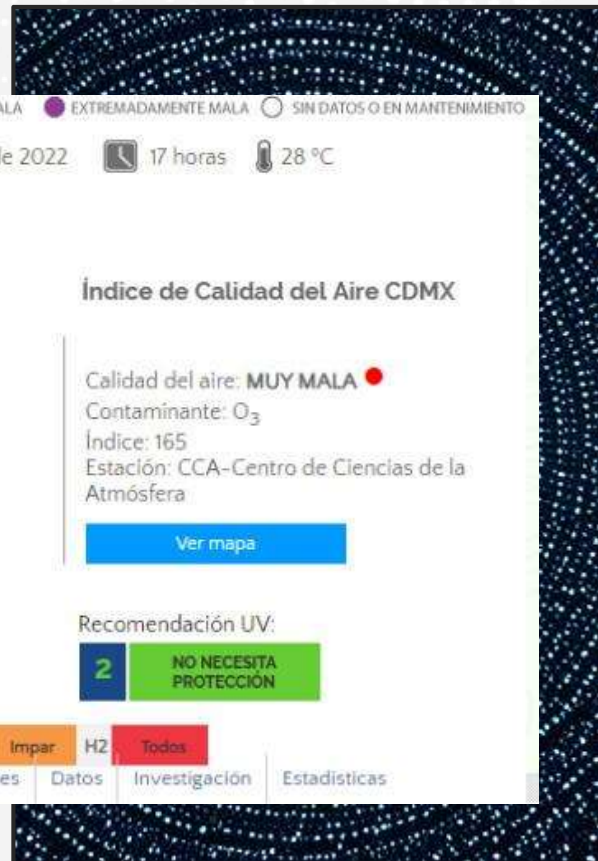 ALA EXTREMADAMENTE MALA SIN DATOS O EN MANTENIMIENTO
de 2022 17 horas 28 °C
Índice de Calidad del Aire CDMX
Calidad del aire: MUY MALA
Contaminante: O₃
Índice: 165
Estación: CCA-Centro de Ciencias de la
Atmósfera
Ver mapa
Recomendación UV:
2 NO NECESITA
PROTECCIÓN
Impar H2 Todos
es Datos Investigación Estadísticas